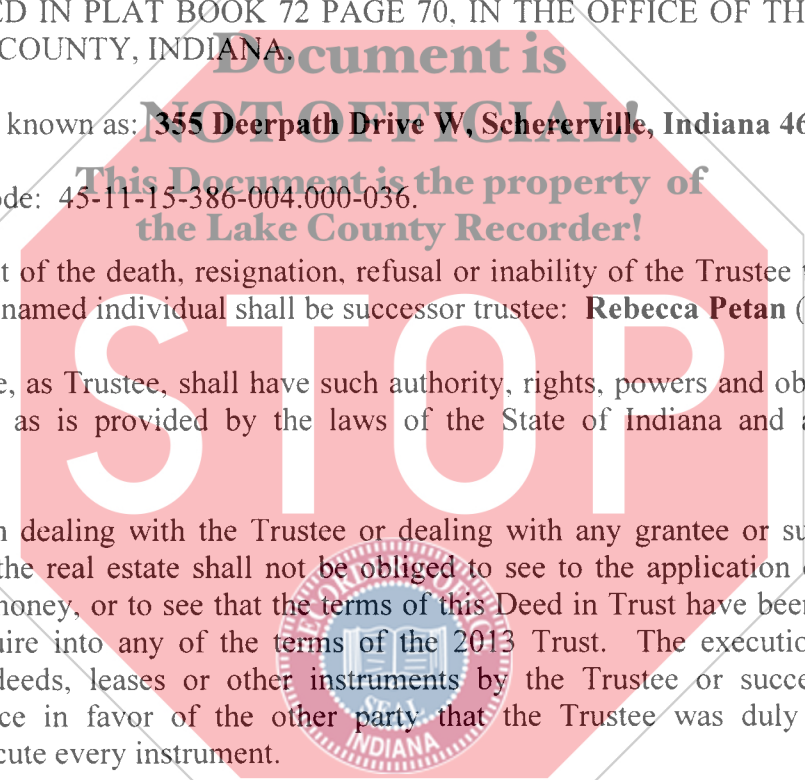 ED IN PLAT BOOK 72 PAGE 70, IN THE OFFICE OF TH
COUNTY, INDIANA.
Document is
NOT OFFICIAL!
known as: 355 Deerpath Drive W, Schererville, Indiana 46
This Document is the property of
ode: 45-11-15-386-004.000-036.
the Lake County Recorder!
t of the death, resignation, refusal or inability of the Trustee
named individual shall be successor trustee: Rebecca Petan (
STOP
e, as Trustee, shall have such authority, rights, powers and ob
as is provided by the laws of the State of Indiana and a
n dealing with the Trustee or dealing with any grantee or su
the real estate shall not be obliged to see to the application
money, or to see that the terms of this Deed in Trust have been
uire into any of the terms of the 2013 Trust. The executio
deeds, leases or other instruments by the Trustee or succe
ce in favor of the other party that the Trustee was duly
cute every instrument.
SEAL
INDIANA